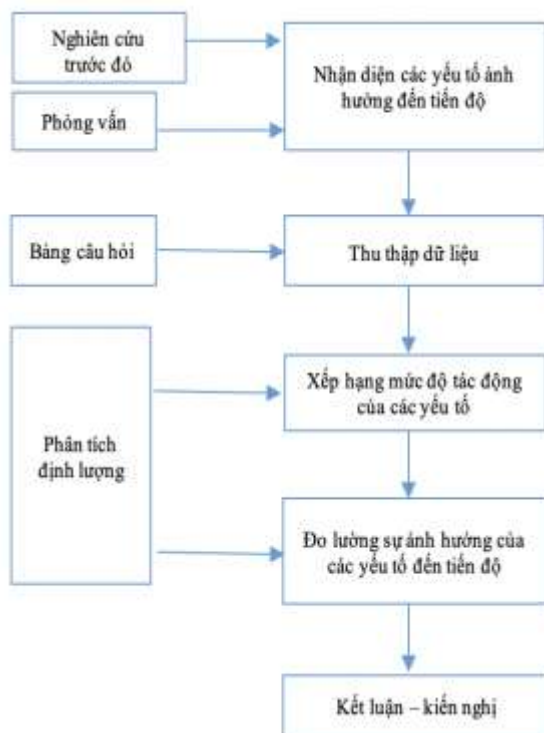 Nghiên cứu
trước đó
Nhận diện các yếu tố ảnh
hưởng đến tiến độ
Phỏng vấn
Bảng câu hỏi
Thu thập dữ liệu
Xếp hạng mức độ tác động
của các yếu tố
Phân tích
định lượng
Đo lường sự ảnh hưởng của
các yếu tố đến tiến độ
Kết luận – kiến nghị